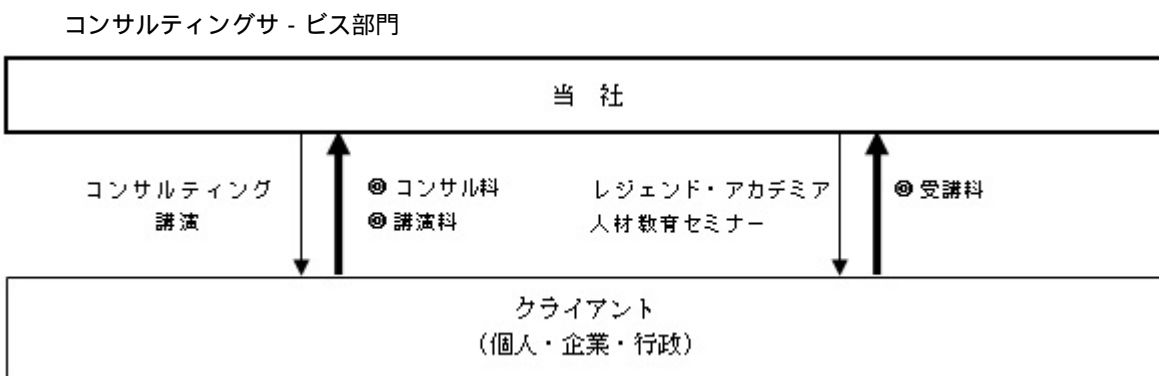 コンサルティングサ - ビス部門
当 社
コンサルティング
講演
◎ コンサル料
◎ 講演料
レジェンド・アカデミア
人材教育セミナー
◎ 受講料
クライアント
(個人・企業・行政)